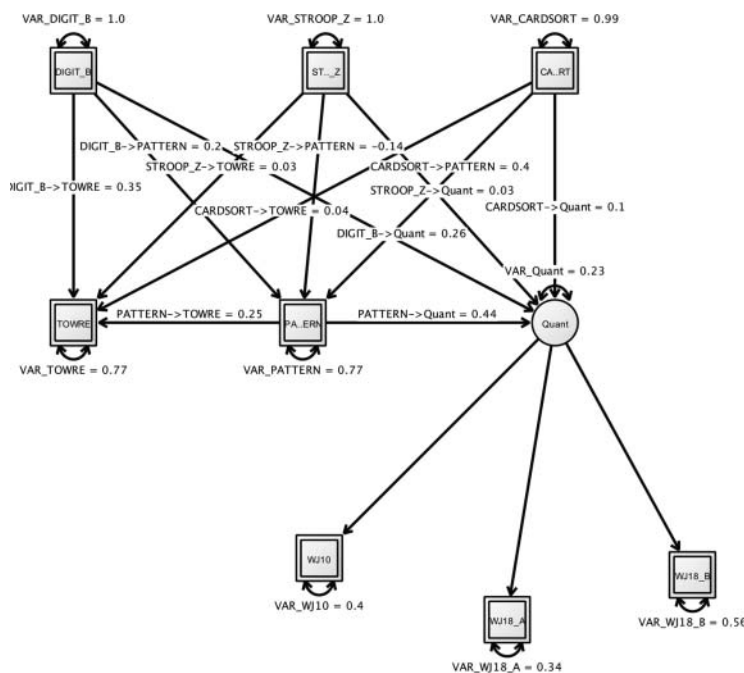 VAR_DIGIT_B = 1.0
VAR_STROOP_Z = 1.0
VAR_CARDSORT = 0.99
DIGIT_B
ST.._Z
CA..RT
DIGIT_B->PATTERN = 0.2
STROOP_Z->PATTERN = −0.14
STROOP_Z->TOWRE = 0.03
CARDSORT->PATTERN = 0.4
DIGIT_B->TOWRE = 0.35
STROOP_Z->Quant = 0.03
CARDSORT->TOWRE = 0.04
CARDSORT->Quant = 0.1
DIGIT_B->Quant = 0.26
VAR_Quant = 0.23
PATTERN->TOWRE = 0.25
PATTERN->Quant = 0.44
TOWRE
PA..ERN
Quant
VAR_TOWRE = 0.77
VAR_PATTERN = 0.77
WJ10
WJ18_B
VAR_WJ10 = 0.4
WJ18_A
VAR_WJ18_B = 0.56
VAR_WJ18_A = 0.34